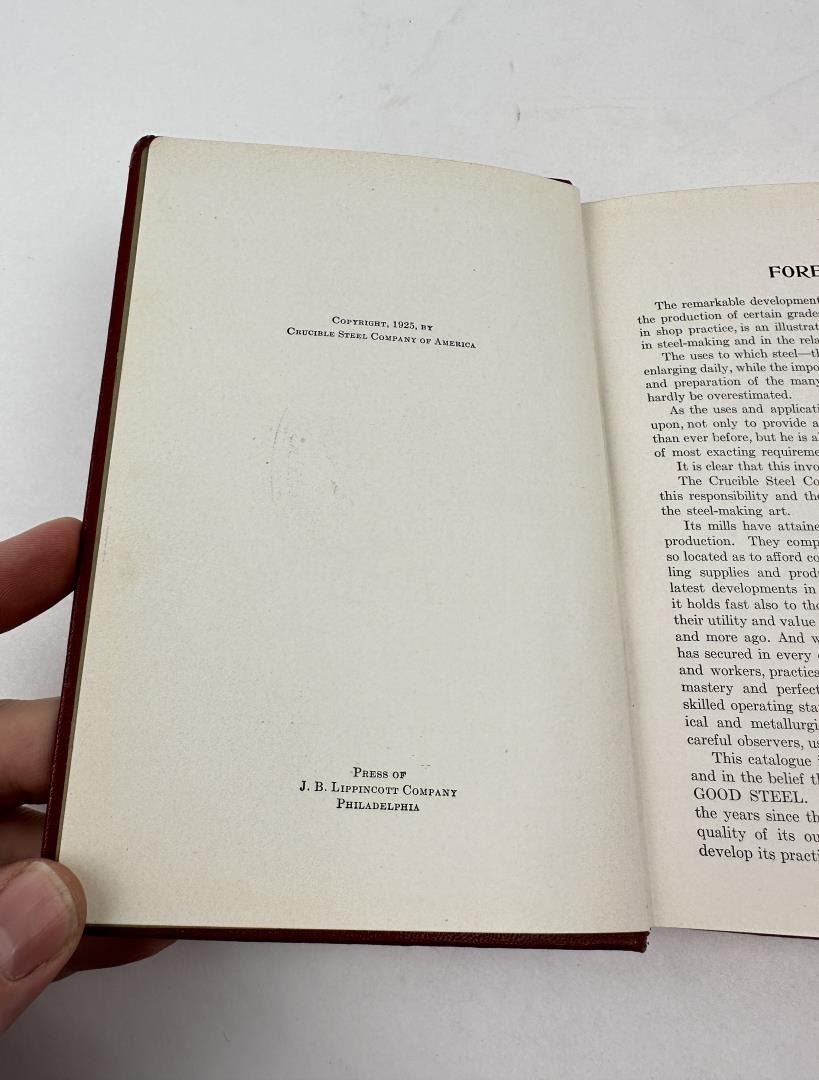 COPYRIGHT, 1925, BY
CRUCIBLE STEEL COMPANY OF AMERICA
PRESS OF
J. B. LIPPINCOTT COMPANY
PHILADELPHIA
FORE
The remarkable development
the production of certain grades
in shop practice, is an illustrat
in steel-making and in the rela
The uses to which steel—th
enlarging daily, while the impo
and preparation of the many
hardly be overestimated.
As the uses and applicati
upon, not only to provide a
than ever before, but he is al
of most exacting requireme
It is clear that this invo
The Crucible Steel Co
this responsibility and the
the steel-making art.
Its mills have attaine
production. They comp
so located as to afford co
ling supplies and prod
latest developments in
it holds fast also to the
their utility and value
and more ago. And w
has secured in every
and workers, practica
mastery and perfect
skilled operating sta
ical and metallurgi
careful observers, us
This catalogue i
and in the belief th
GOOD STEEL.
the years since th
quality of its ou
develop its practi